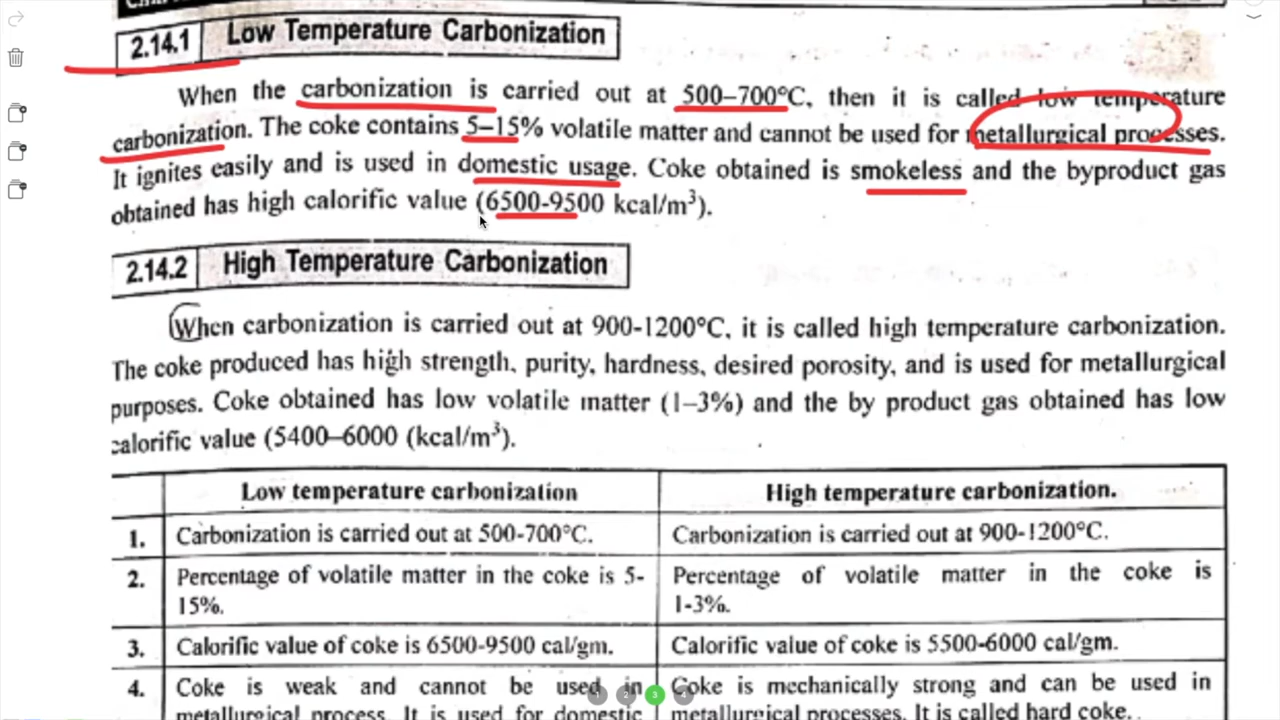 2.14.1 Low Temperature Carbonization
When the carbonization is carried out at 500–700°C, then it is called low temperature
carbonization. The coke contains 5–15% volatile matter and cannot be used for metallurgical processes.
It ignites easily and is used in domestic usage. Coke obtained is smokeless and the byproduct gas
obtained has high calorific value (6500-9500 kcal/m³).
2.14.2 High Temperature Carbonization
When carbonization is carried out at 900-1200°C, it is called high temperature carbonization.
The coke produced has high strength, purity, hardness, desired porosity, and is used for metallurgical
purposes. Coke obtained has low volatile matter (1–3%) and the by product gas obtained has low
calorific value (5400–6000 (kcal/m³).
Low temperature carbonization High temperature carbonization.
1. Carbonization is carried out at 500-700°C. Carbonization is carried out at 900-1200°C.
2. Percentage of volatile matter in the coke is 5- Percentage of volatile matter in the coke is
15%. 1-3%.
3. Calorific value of coke is 6500-9500 cal/gm. Calorific value of coke is 5500-6000 cal/gm.
4. Coke is weak and cannot be used in Coke is mechanically strong and can be used in
metallurgical process. It is used for domestic metallurgical processes. It is called hard coke.
1 2 3